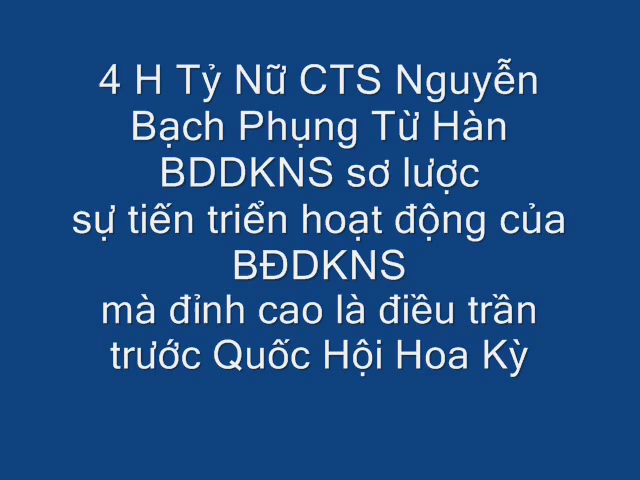 4 H Tỷ Nữ CTS Nguyễn
Bạch Phụng Từ Hàn
BDDKNS sơ lược
sự tiến triển hoạt động của
BĐDKNS
mà đỉnh cao là điều trần
trước Quốc Hội Hoa Kỳ